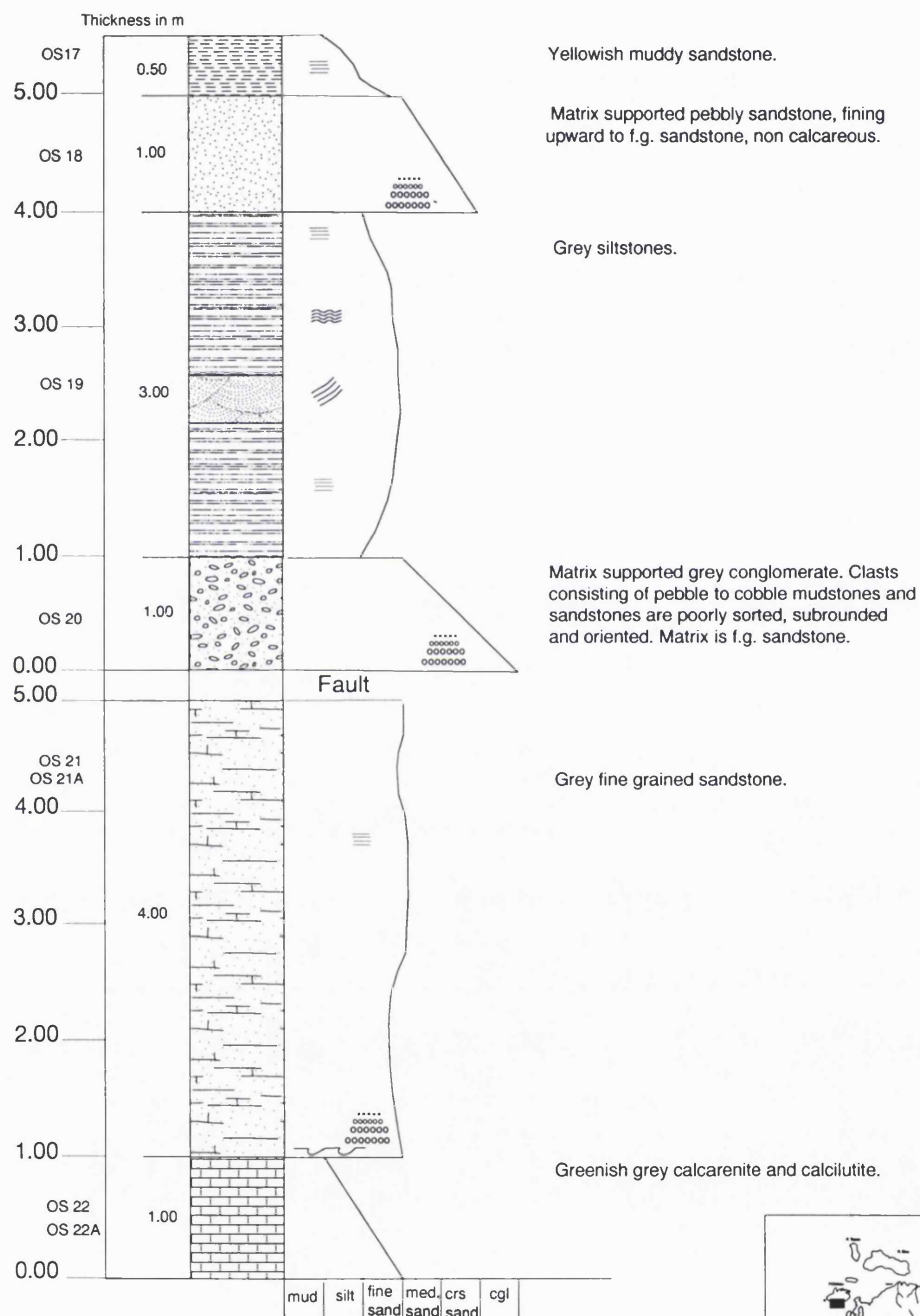 Thickness in m
OS17
0.50
Yellowish muddy sandstone.
5.00
OS 18
1.00
Matrix supported pebbly sandstone, fining
upward to f.g. sandstone, non calcareous.
4.00
Grey siltstones.
3.00
OS 19
3.00
2.00
1.00
OS 20
1.00
Matrix supported grey conglomerate. Clasts
consisting of pebble to cobble mudstones and
sandstones are poorly sorted, subrounded
and oriented. Matrix is f.g. sandstone.
0.00
Fault
5.00
OS 21
OS 21A
Grey fine grained sandstone.
4.00
3.00
4.00
2.00
1.00
Greenish grey calcarenite and calcilutite.
OS 22
OS 22A
1.00
0.00
mud silt fine sand med. sand crs sand cgl